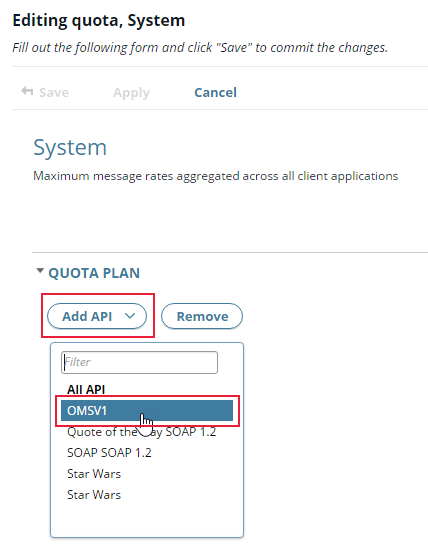 Editing quota, System
Fill out the following form and click "Save" to commit the changes.
Save Apply Cancel
System
Maximum message rates aggregated across all client applications
QUOTA PLAN
Add API Remove
Filter
All API
OMSV1
Quote of the Day SOAP 1.2
SOAP SOAP 1.2
Star Wars
Star Wars